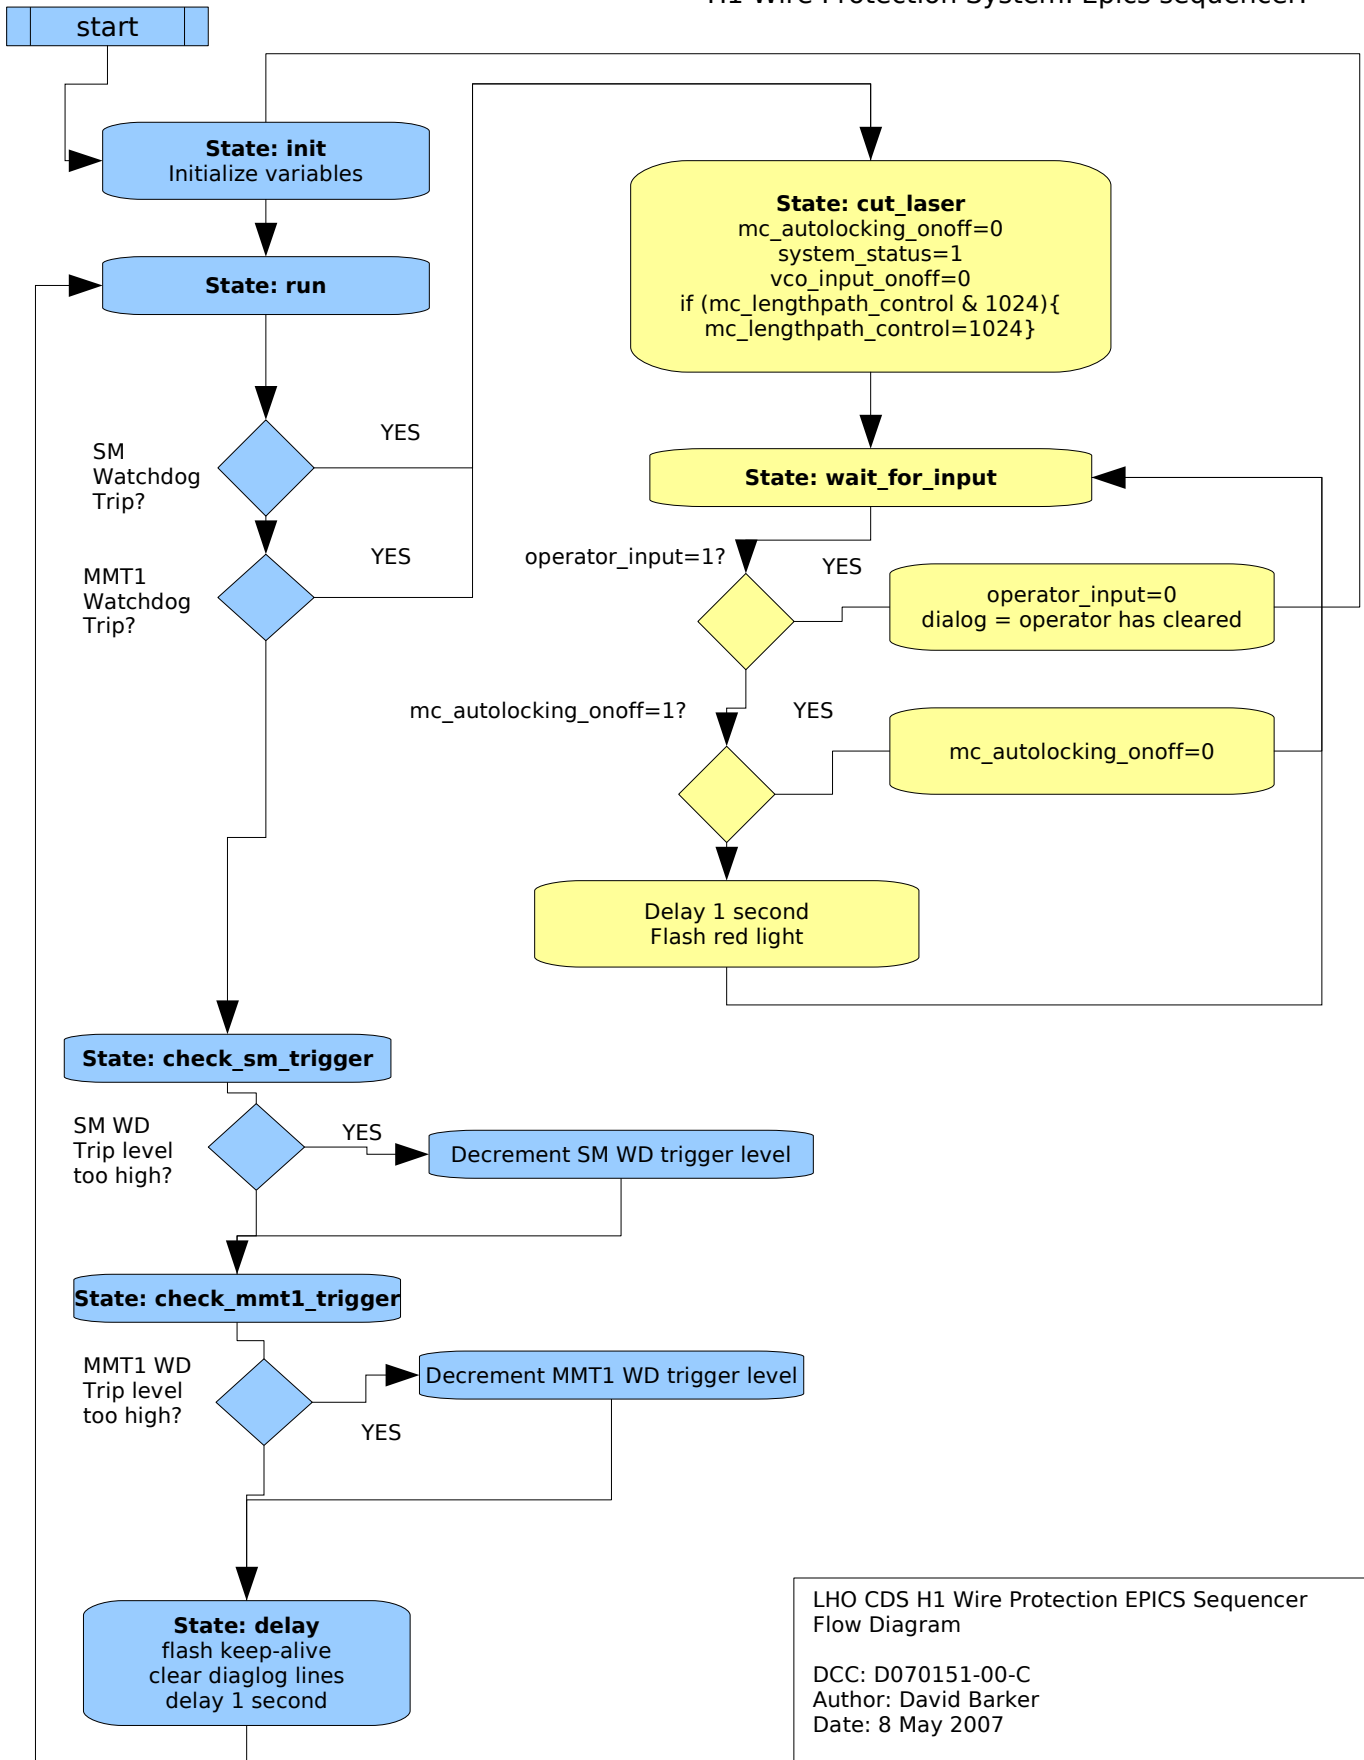 H1 Wire Protection System. Epics sequencer.
start
State: init
Initialize variables
State: run
SM
Watchdog
Trip?
YES
MMT1
Watchdog
Trip?
YES
State: cut_laser
mc_autolocking_onoff=0
system_status=1
vco_input_onoff=0
if (mc_lengthpath_control & 1024){
mc_lengthpath_control=1024}
State: wait_for_input
operator_input=1?
YES
operator_input=0
dialog = operator has cleared
mc_autolocking_onoff=1?
YES
mc_autolocking_onoff=0
Delay 1 second
Flash red light
State: check_sm_trigger
SM WD
Trip level
too high?
YES
Decrement SM WD trigger level
State: check_mmt1_trigger
MMT1 WD
Trip level
too high?
YES
Decrement MMT1 WD trigger level
State: delay
flash keep-alive
clear diaglog lines
delay 1 second
LHO CDS H1 Wire Protection EPICS Sequencer
Flow Diagram
DCC: D070151-00-C
Author: David Barker
Date: 8 May 2007